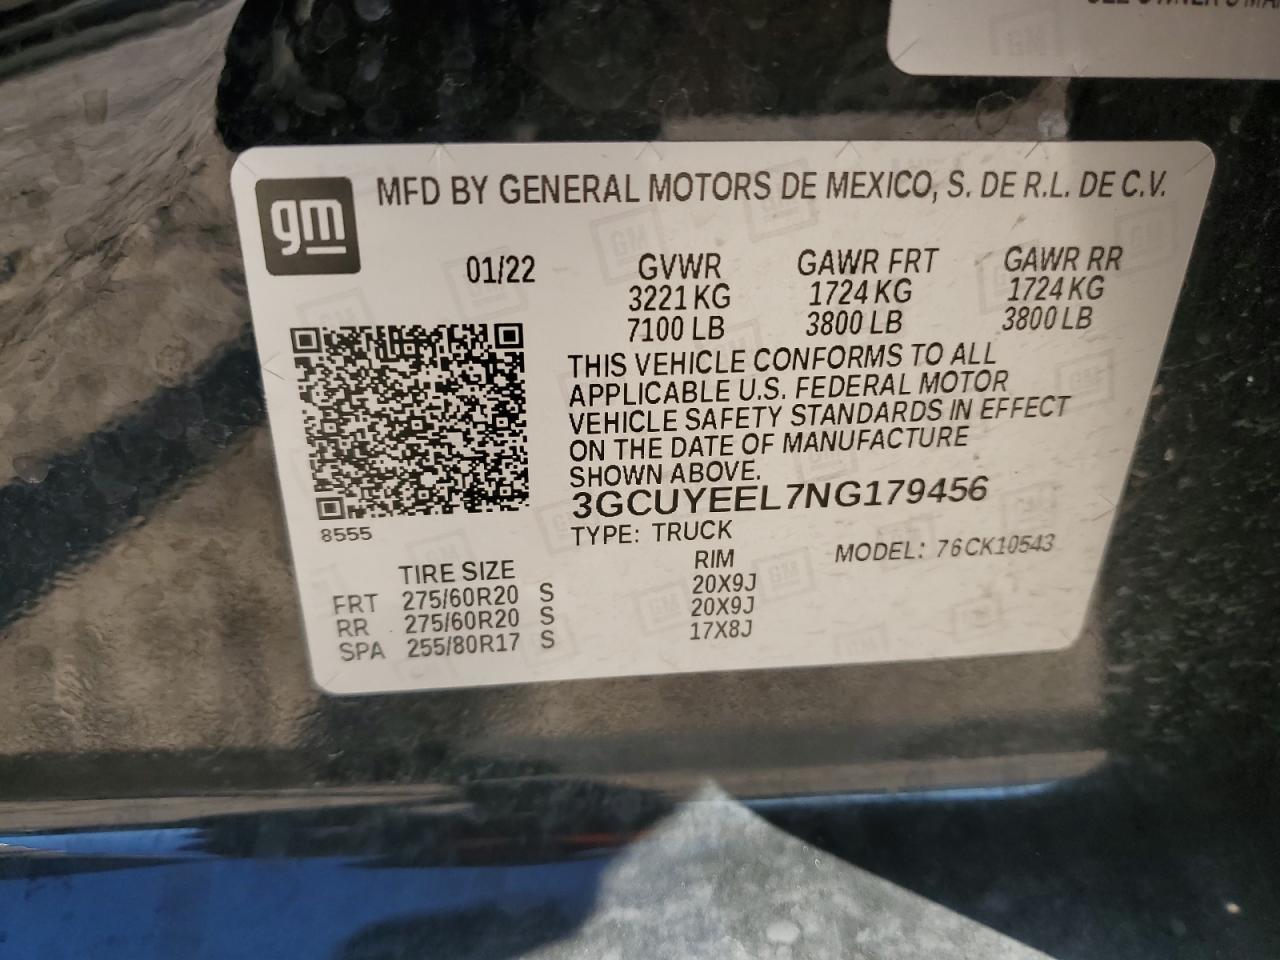 gm
MFD BY GENERAL MOTORS DE MEXICO, S. DE R.L. DE C.V.
01/22 GVWR GAWR FRT GAWR RR
3221 KG 1724 KG 1724 KG
7100 LB 3800 LB 3800 LB
THIS VEHICLE CONFORMS TO ALL
APPLICABLE U.S. FEDERAL MOTOR
VEHICLE SAFETY STANDARDS IN EFFECT
ON THE DATE OF MANUFACTURE
SHOWN ABOVE.
3GCUYEEL7NG179456
8555
TYPE: TRUCK
MODEL: 76CK10543
TIRE SIZE RIM
FRT 275/60R20 S 20X9J
RR 275/60R20 S 20X9J
SPA 255/80R17 S 17X8J